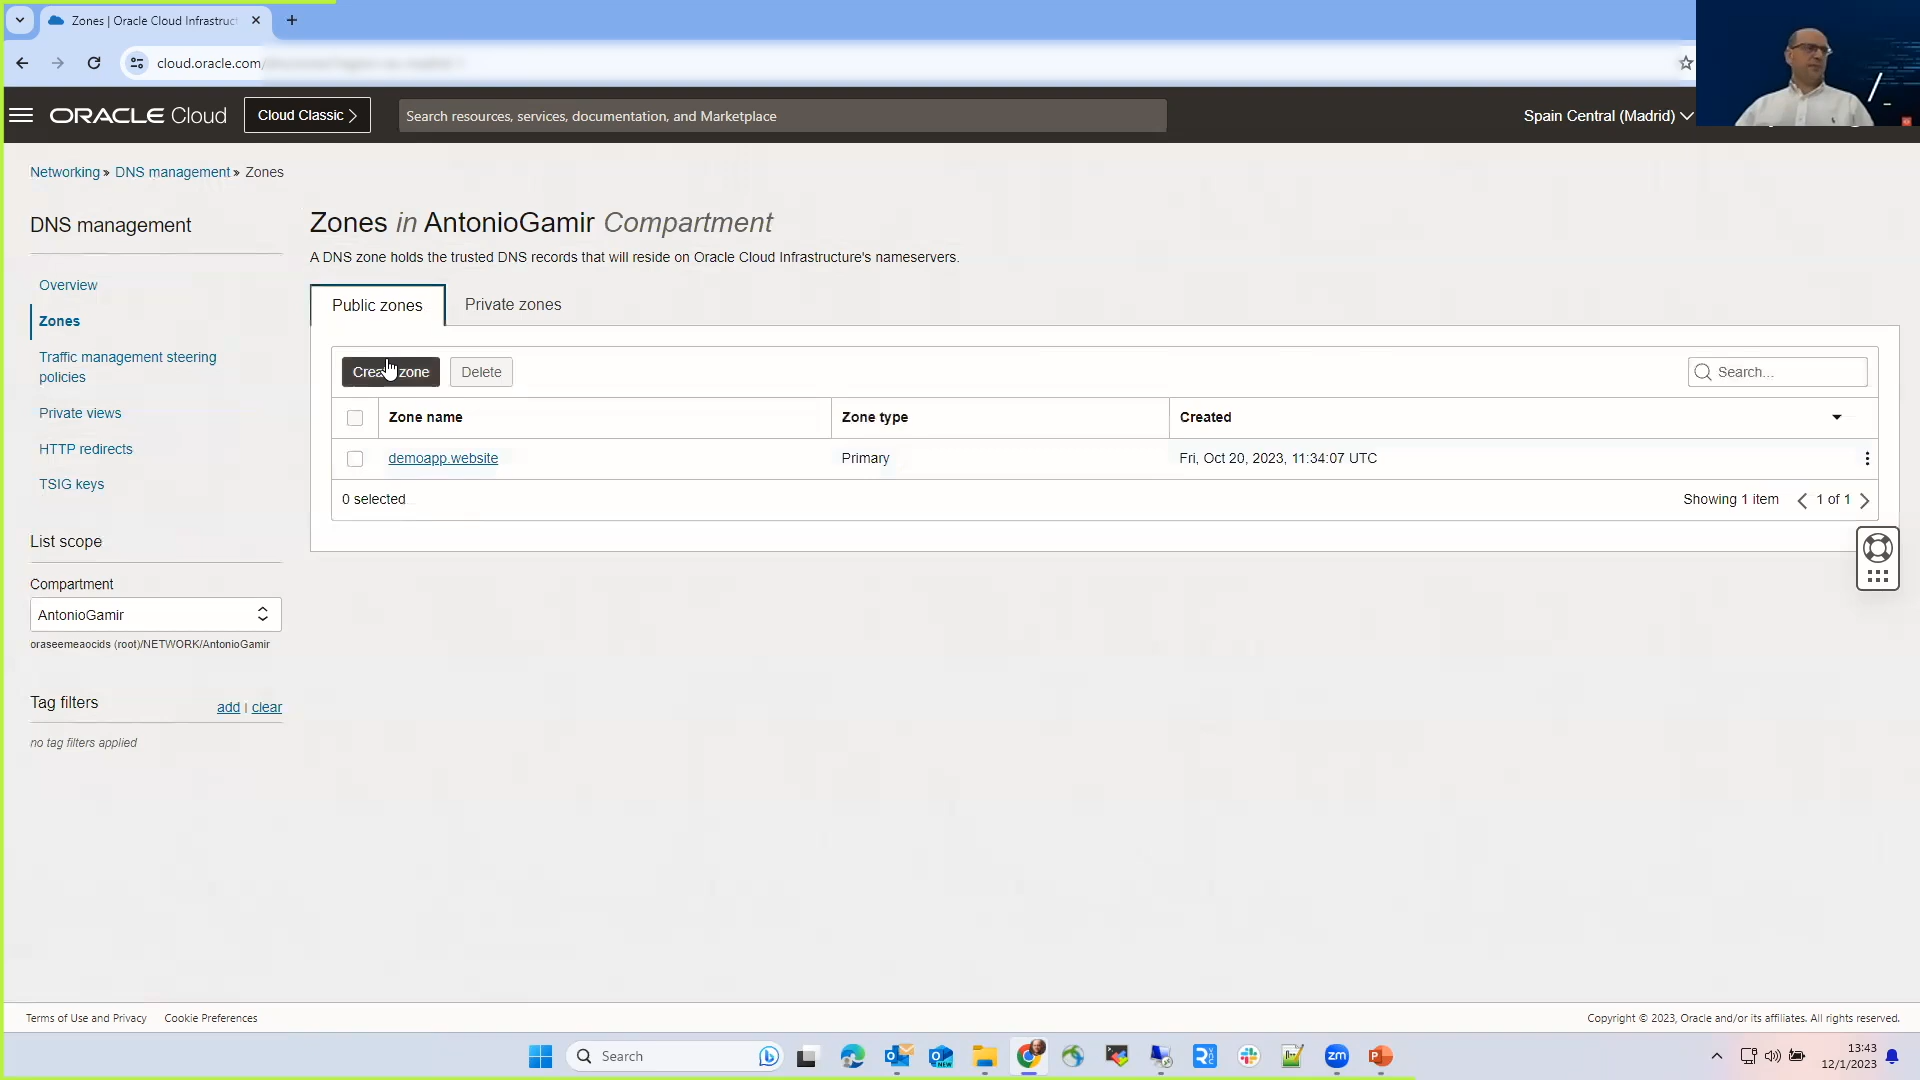 Zones | Oracle Cloud Infrastruct
cloud.oracle.com/
ORACLE Cloud
Cloud Classic
Search resources, services, documentation, and Marketplace
Spain Central (Madrid)
Networking » DNS management » Zones
DNS management
Overview
Zones
Traffic management steering
policies
Private views
HTTP redirects
TSIG keys
List scope
Compartment
AntonioGamir
oraseemeaocids (root)/NETWORK/AntonioGamir
Tag filters
add | clear
no tag filters applied
Zones in AntonioGamir Compartment
A DNS zone holds the trusted DNS records that will reside on Oracle Cloud Infrastructure's nameservers.
Public zones
Private zones
Create zone
Delete
Search...
Zone name
Zone type
Created
demoapp.website
Primary
Fri, Oct 20, 2023, 11:34:07 UTC
0 selected
Showing 1 item
1 of 1
Terms of Use and Privacy
Cookie Preferences
Copyright © 2023, Oracle and/or its affiliates. All rights reserved.
Search
NEW
zm
13:43
12/1/2023